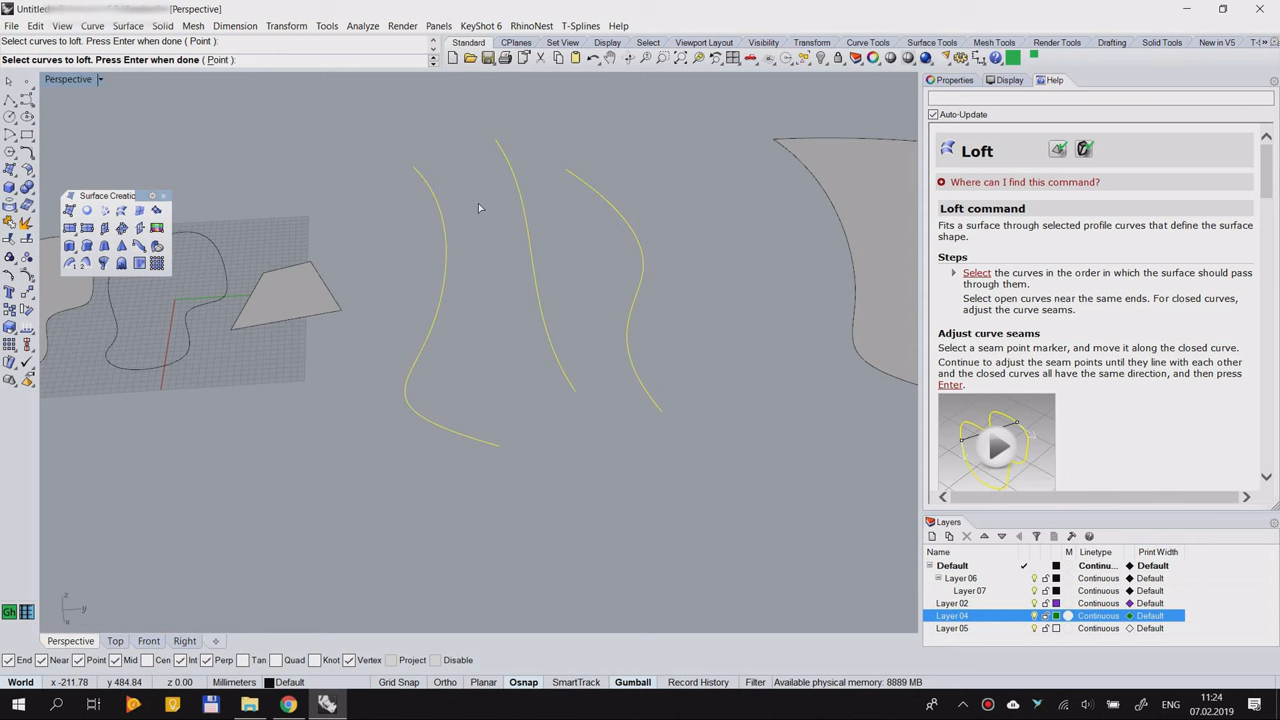 [Perspective]
File Edit View Curve Surface Solid Mesh Dimension Transform Tools Analyze Render Panels KeyShot 6 RhinoNest T-Splines Help
Select curves to loft. Press Enter when done ( Point ):
Select curves to loft. Press Enter when done ( Point ):
Standard CPlanes Set View Display Select Viewport Layout Visibility Transform Curve Tools Surface Tools Mesh Tools Render Tools Drafting Solid Tools New in V5
Perspective
Properties Display Help
Auto-Update
Loft
Where can I find this command?
Surface Creatio
Loft command
Fits a surface through selected profile curves that define the surface
shape.
Steps
Select the curves in the order in which the surface should pass
through them.
Select open curves near the same ends. For closed curves,
adjust the curve seams.
Adjust curve seams
Select a seam point marker, and move it along the closed curve.
Continue to adjust the seam points until they line with each other
and the closed curves all have the same direction, and then press
Enter.
Layers
Name M Linetype Print Width
Default Continu... Default
Layer 06 Continuous Default
Layer 07 Continuous Default
Layer 02 Continuous Default
Layer 04 Continuous Default
Layer 05 Continuous Default
z
y
x
Gh
Perspective Top Front Right
End Near Point Mid Cen Int Perp Tan Quad Knot Vertex Project Disable
World x -211.78 y 484.84 z 0.00 Millimeters Default Grid Snap Ortho Planar Osnap SmartTrack Gumball Record History Filter Available physical memory: 8889 MB
ENG
11:24
07.02.2019